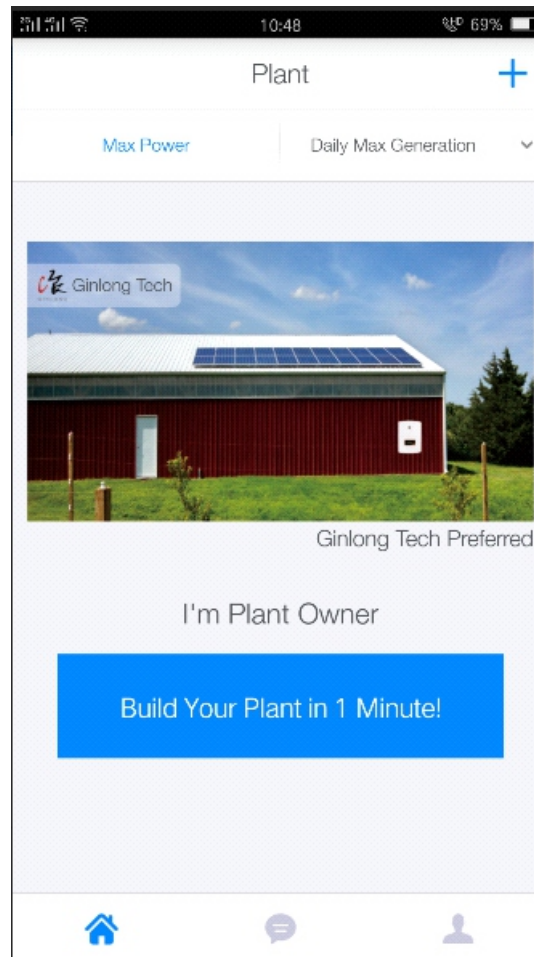 10:48
69%
Plant
Max Power
Daily Max Generation
Ginlong Tech
Ginlong Tech Preferred
I'm Plant Owner
Build Your Plant in 1 Minute!